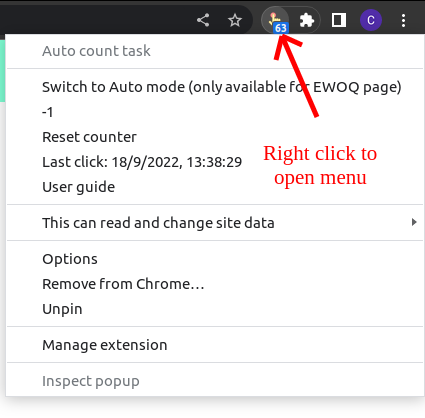 63
C
Auto count task
Switch to Auto mode (only available for EWOQ page)
-1
Reset counter
Last click: 18/9/2022, 13:38:29
User guide
Right click to
open menu
This can read and change site data
Options
Remove from Chrome...
Unpin
Manage extension
Inspect popup